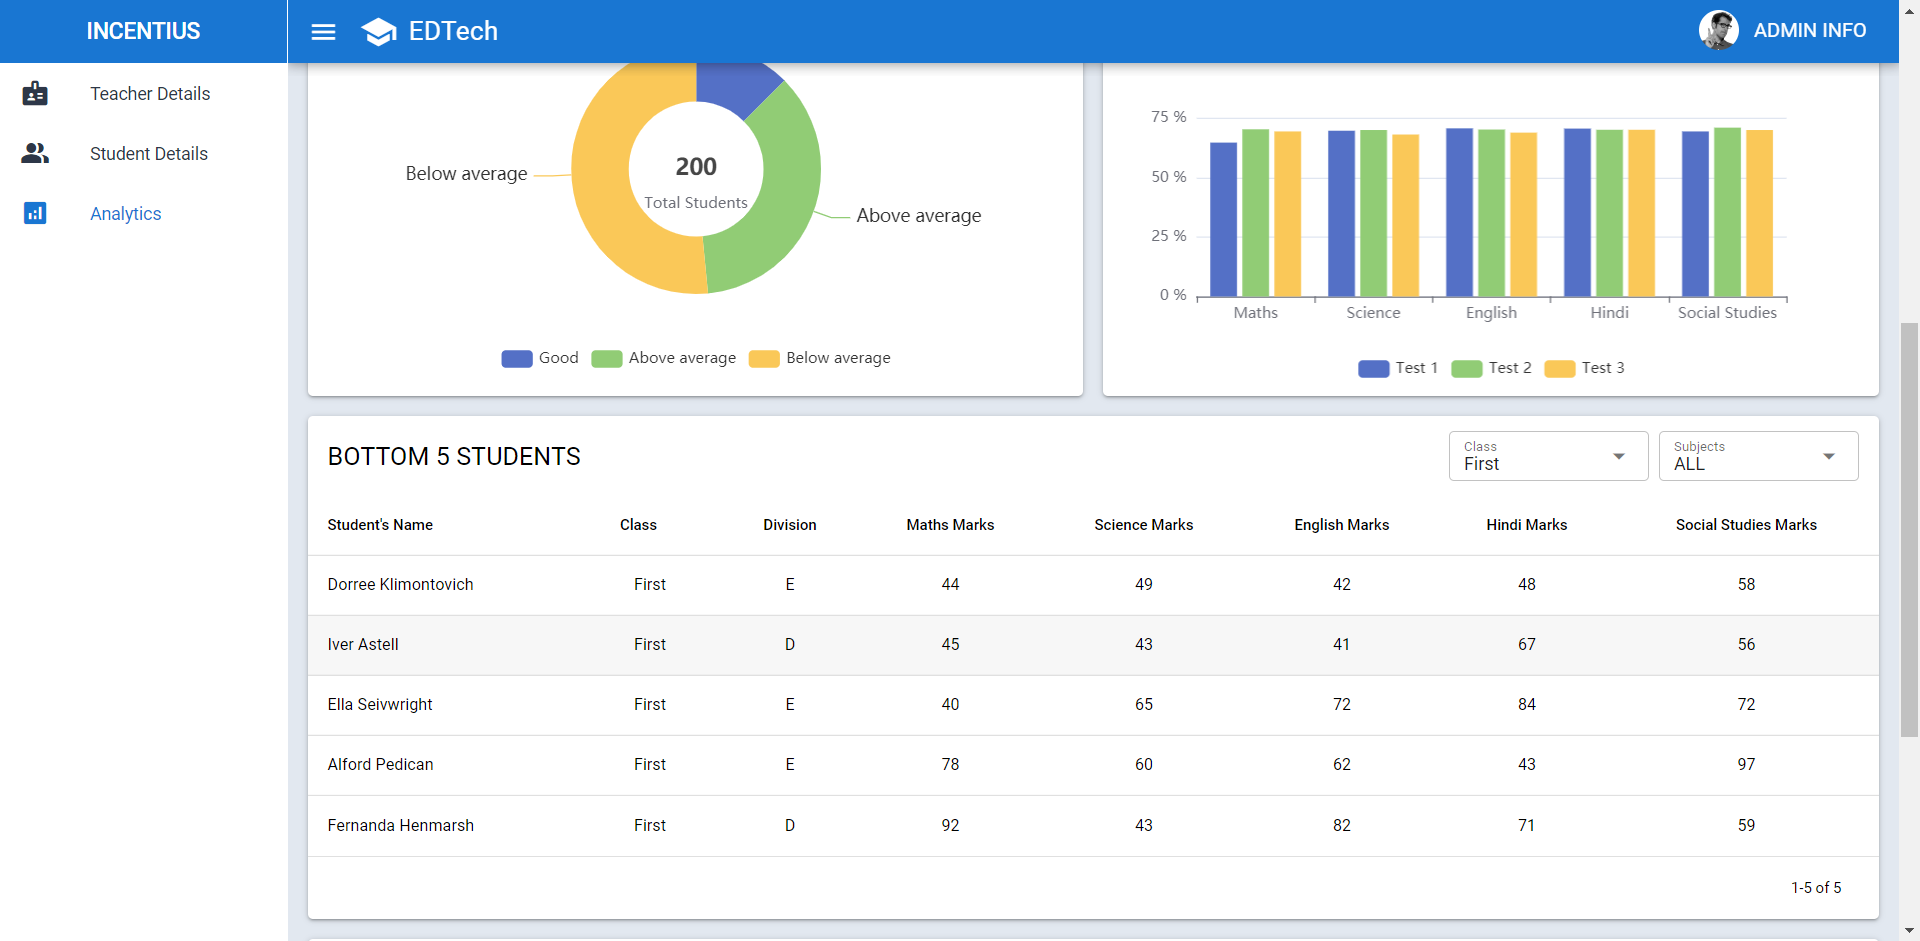 INCENTIUS
EDTech
ADMIN INFO
Teacher Details
Student Details
Analytics
Below average
200
Total Students
Above average
Good
Above average
Below average
75 %
50 %
25 %
0 %
Maths
Science
English
Hindi
Social Studies
Test 1
Test 2
Test 3
BOTTOM 5 STUDENTS
Class
First
Subjects
ALL
Student's Name Class Division Maths Marks Science Marks English Marks Hindi Marks Social Studies Marks
Dorree Klimontovich First E 44 49 42 48 58
Iver Astell First D 45 43 41 67 56
Ella Seivwright First E 40 65 72 84 72
Alford Pedican First E 78 60 62 43 97
Fernanda Henmarsh First D 92 43 82 71 59
1-5 of 5